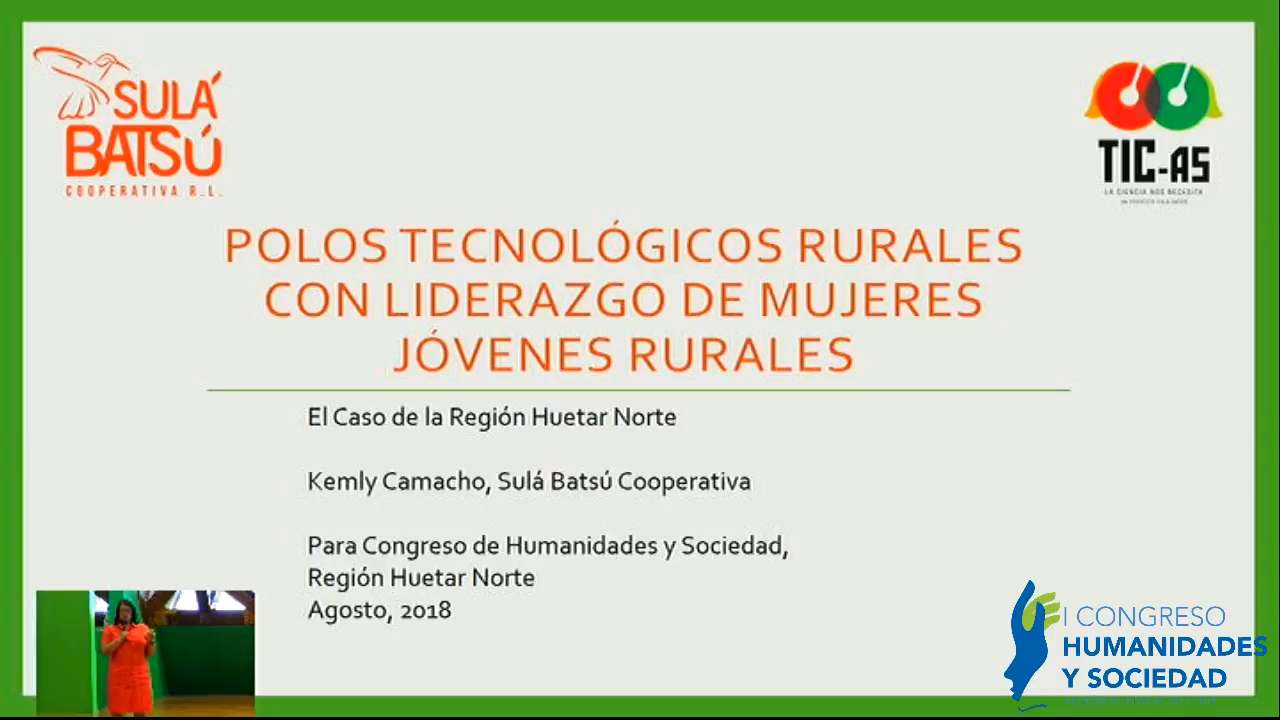 SULÁ
BATSÚ
COOPERATIVA R.L.
TIC-AS
LA CIENCIA NOS NECESITA
POLOS TECNOLÓGICOS RURALES
CON LIDERAZGO DE MUJERES
JÓVENES RURALES
El Caso de la Región Huetar Norte
Kemly Camacho, Sulá Batsú Cooperativa
Para Congreso de Humanidades y Sociedad,
Región Huetar Norte
Agosto, 2018
I CONGRESO
HUMANIDADES
Y SOCIEDAD